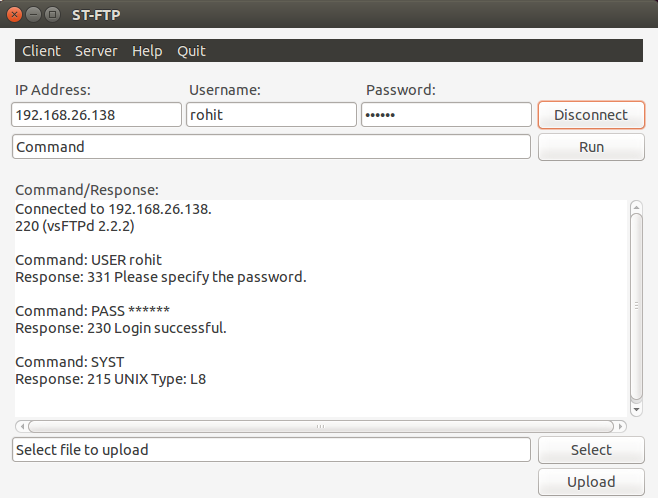 ST-FTP
Client Server Help Quit
IP Address: Username: Password:
192.168.26.138 rohit •••••• Disconnect
Command Run
Command/Response:
Connected to 192.168.26.138.
220 (vsFTPd 2.2.2)
Command: USER rohit
Response: 331 Please specify the password.
Command: PASS ******
Response: 230 Login successful.
Command: SYST
Response: 215 UNIX Type: L8
Select file to upload Select
Upload